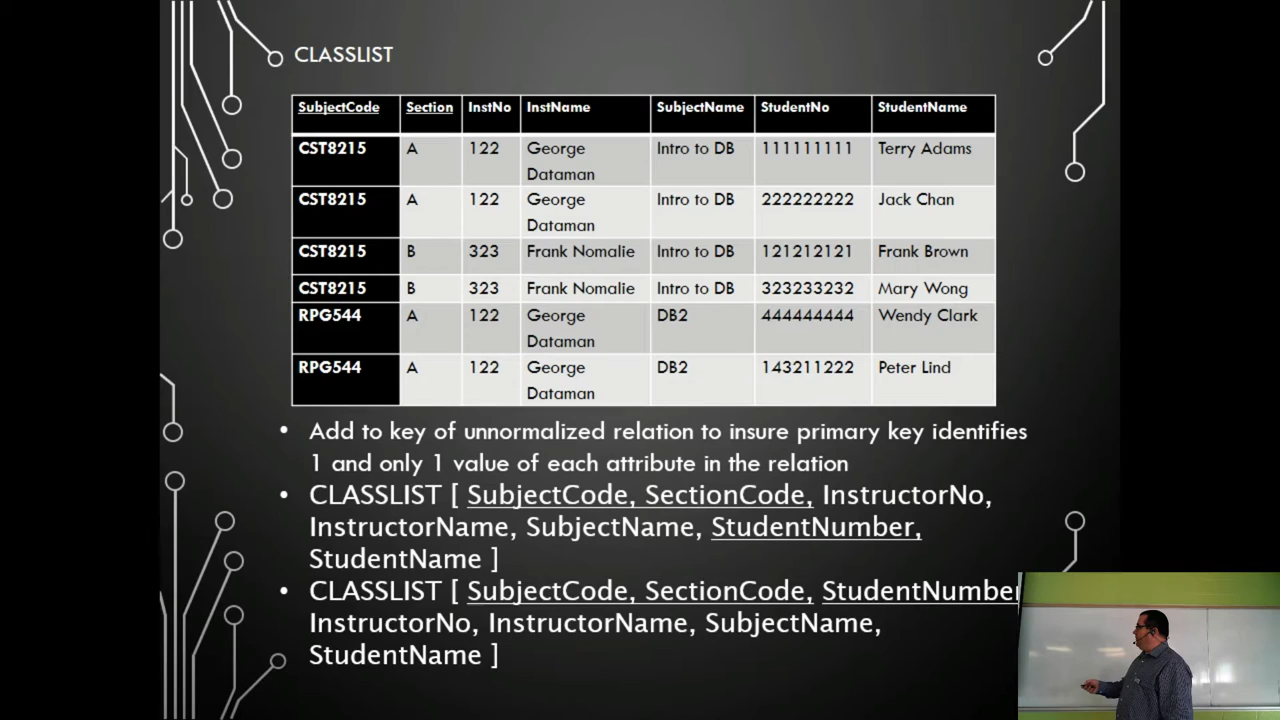 CLASSLIST
SubjectCode Section InstNo InstName SubjectName StudentNo StudentName
CST8215 A 122 George Dataman Intro to DB 111111111 Terry Adams
CST8215 A 122 George Dataman Intro to DB 222222222 Jack Chan
CST8215 B 323 Frank Nomalie Intro to DB 121212121 Frank Brown
CST8215 B 323 Frank Nomalie Intro to DB 323233232 Mary Wong
RPG544 A 122 George Dataman DB2 444444444 Wendy Clark
RPG544 A 122 George Dataman DB2 143211222 Peter Lind
• Add to key of unnormalized relation to insure primary key identifies
1 and only 1 value of each attribute in the relation
• CLASSLIST [ SubjectCode, SectionCode, InstructorNo,
InstructorName, SubjectName, StudentNumber,
StudentName ]
• CLASSLIST [ SubjectCode, SectionCode, StudentNumber
InstructorNo, InstructorName, SubjectName,
StudentName ]